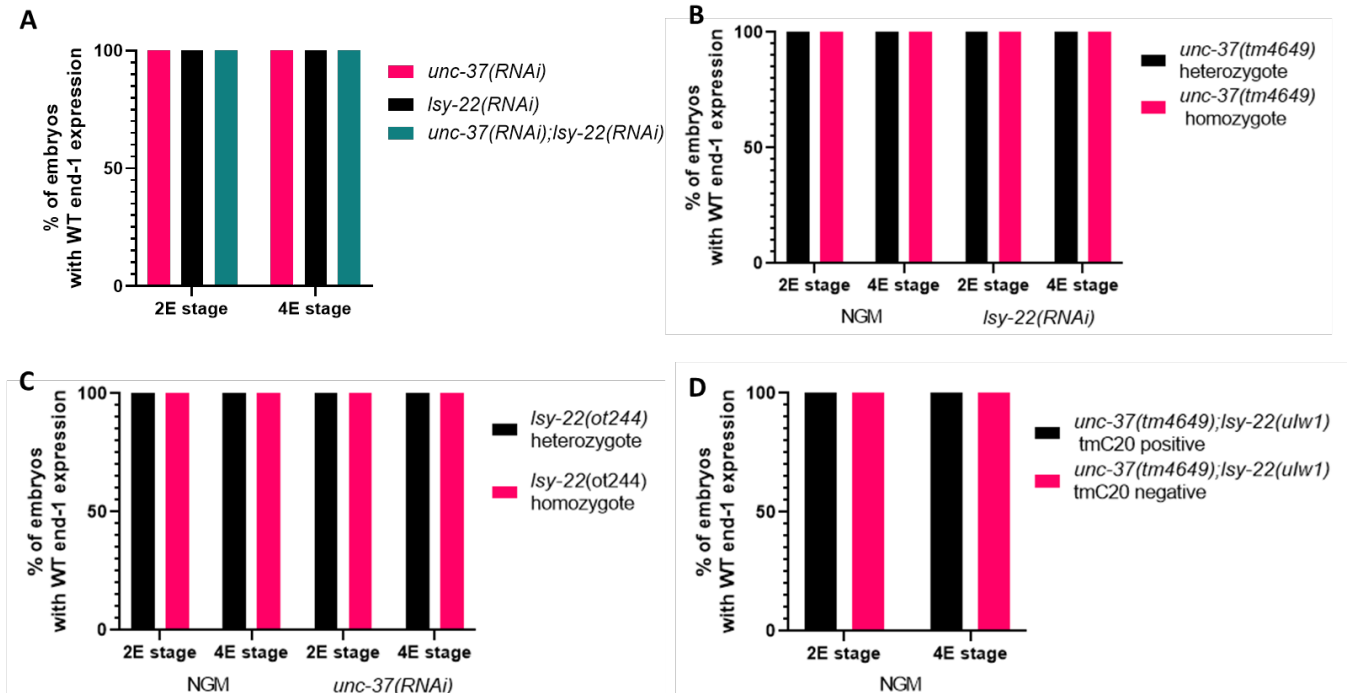 A
% of embryos
with WT end-1 expression
100
50
0
2E stage 4E stage
unc-37(RNAi)
lsy-22(RNAi)
unc-37(RNAi);lsy-22(RNAi)
B
% of embryos
with WT end-1 expression
100
50
0
2E stage 4E stage 2E stage 4E stage
NGM lsy-22(RNAi)
unc-37(tm4649)
heterozygote
unc-37(tm4649)
homozygote
C
% of embryos
with WT end-1 expression
100
50
0
2E stage 4E stage 2E stage 4E stage
NGM unc-37(RNAi)
lsy-22(ot244)
heterozygote
lsy-22(ot244)
homozygote
D
% of embryos
with WT end-1 expression
100
50
0
2E stage 4E stage
NGM
unc-37(tm4649);lsy-22(ulw1)
tmC20 positive
unc-37(tm4649);lsy-22(ulw1)
tmC20 negative